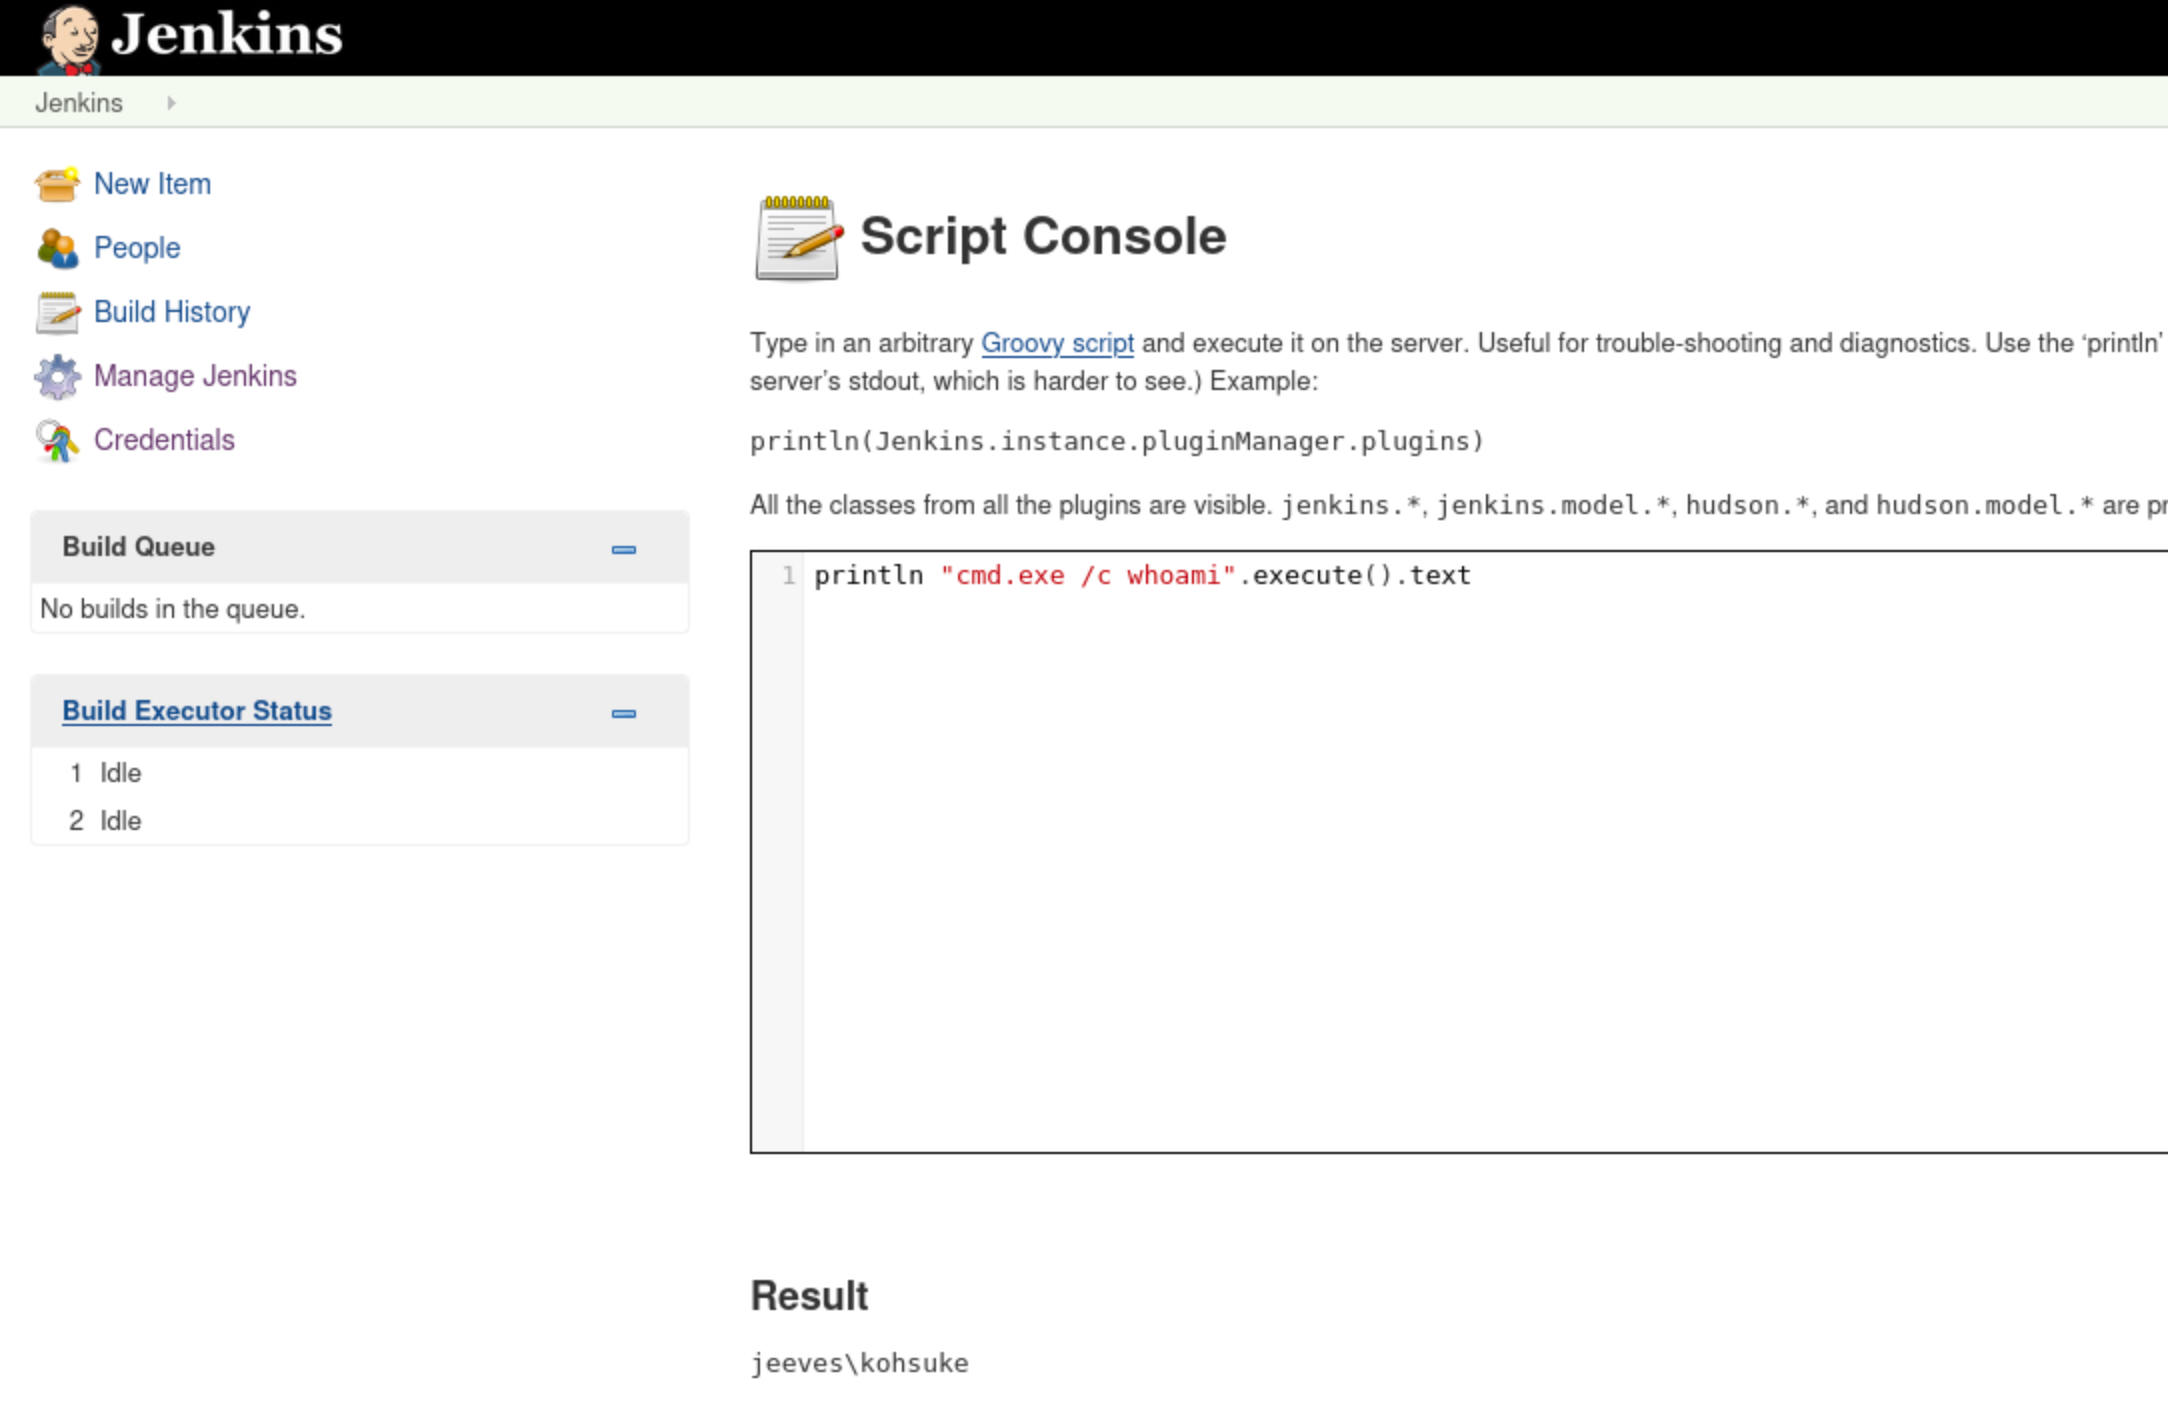 Jenkins
Jenkins
New Item
People
Build History
Manage Jenkins
Credentials
Build Queue
No builds in the queue.
Build Executor Status
1 Idle
2 Idle
Script Console
Type in an arbitrary Groovy script and execute it on the server. Useful for trouble-shooting and diagnostics. Use the ‘println’
server’s stdout, which is harder to see.) Example:
println(Jenkins.instance.pluginManager.plugins)
All the classes from all the plugins are visible. jenkins.*, jenkins.model.*, hudson.*, and hudson.model.* are pr
1 println "cmd.exe /c whoami".execute().text
Result
jeeves\kohsuke